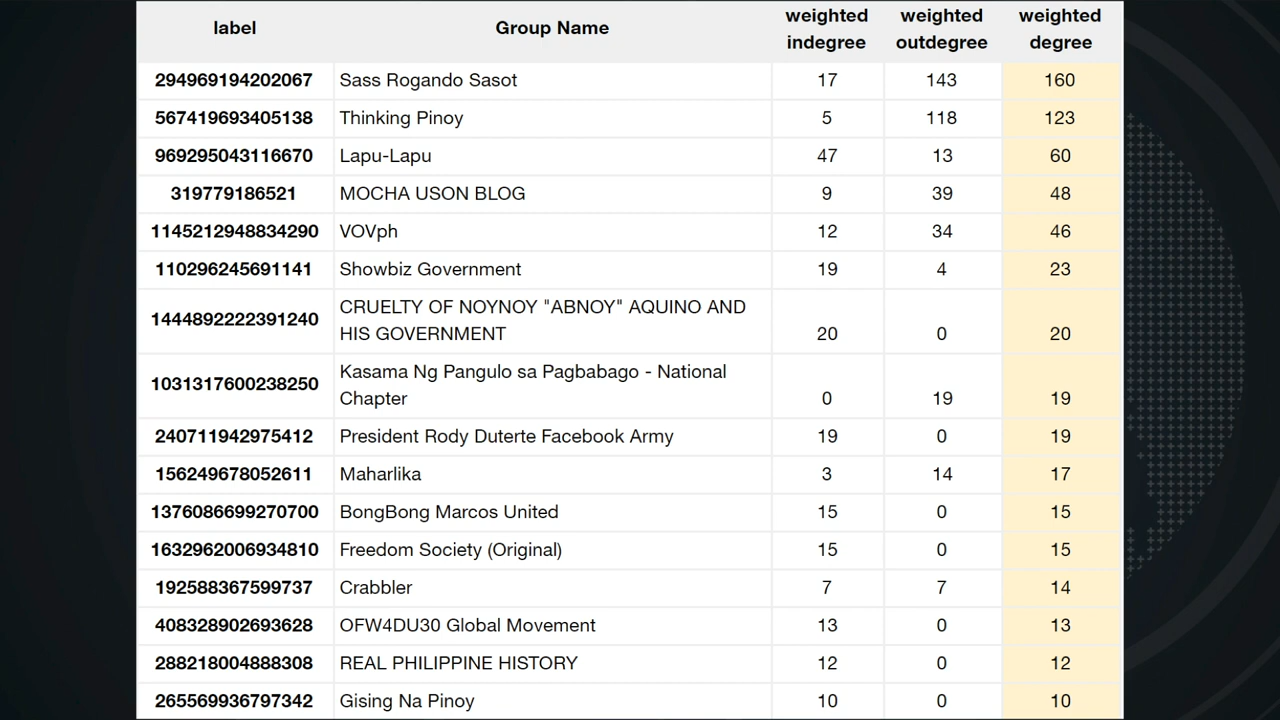 label Group Name weighted indegree weighted outdegree weighted degree
294969194202067 Sass Rogando Sasot 17 143 160
567419693405138 Thinking Pinoy 5 118 123
969295043116670 Lapu-Lapu 47 13 60
319779186521 MOCHA USON BLOG 9 39 48
1145212948834290 VOVph 12 34 46
110296245691141 Showbiz Government 19 4 23
1444892222391240 CRUELTY OF NOYNOY "ABNOY" AQUINO AND
HIS GOVERNMENT 20 0 20
1031317600238250 Kasama Ng Pangulo sa Pagbabago - National
Chapter 0 19 19
240711942975412 President Rody Duterte Facebook Army 19 0 19
156249678052611 Maharlika 3 14 17
1376086699270700 BongBong Marcos United 15 0 15
1632962006934810 Freedom Society (Original) 15 0 15
192588367599737 Crabbler 7 7 14
408328902693628 OFW4DU30 Global Movement 13 0 13
288218004888308 REAL PHILIPPINE HISTORY 12 0 12
265569936797342 Gising Na Pinoy 10 0 10